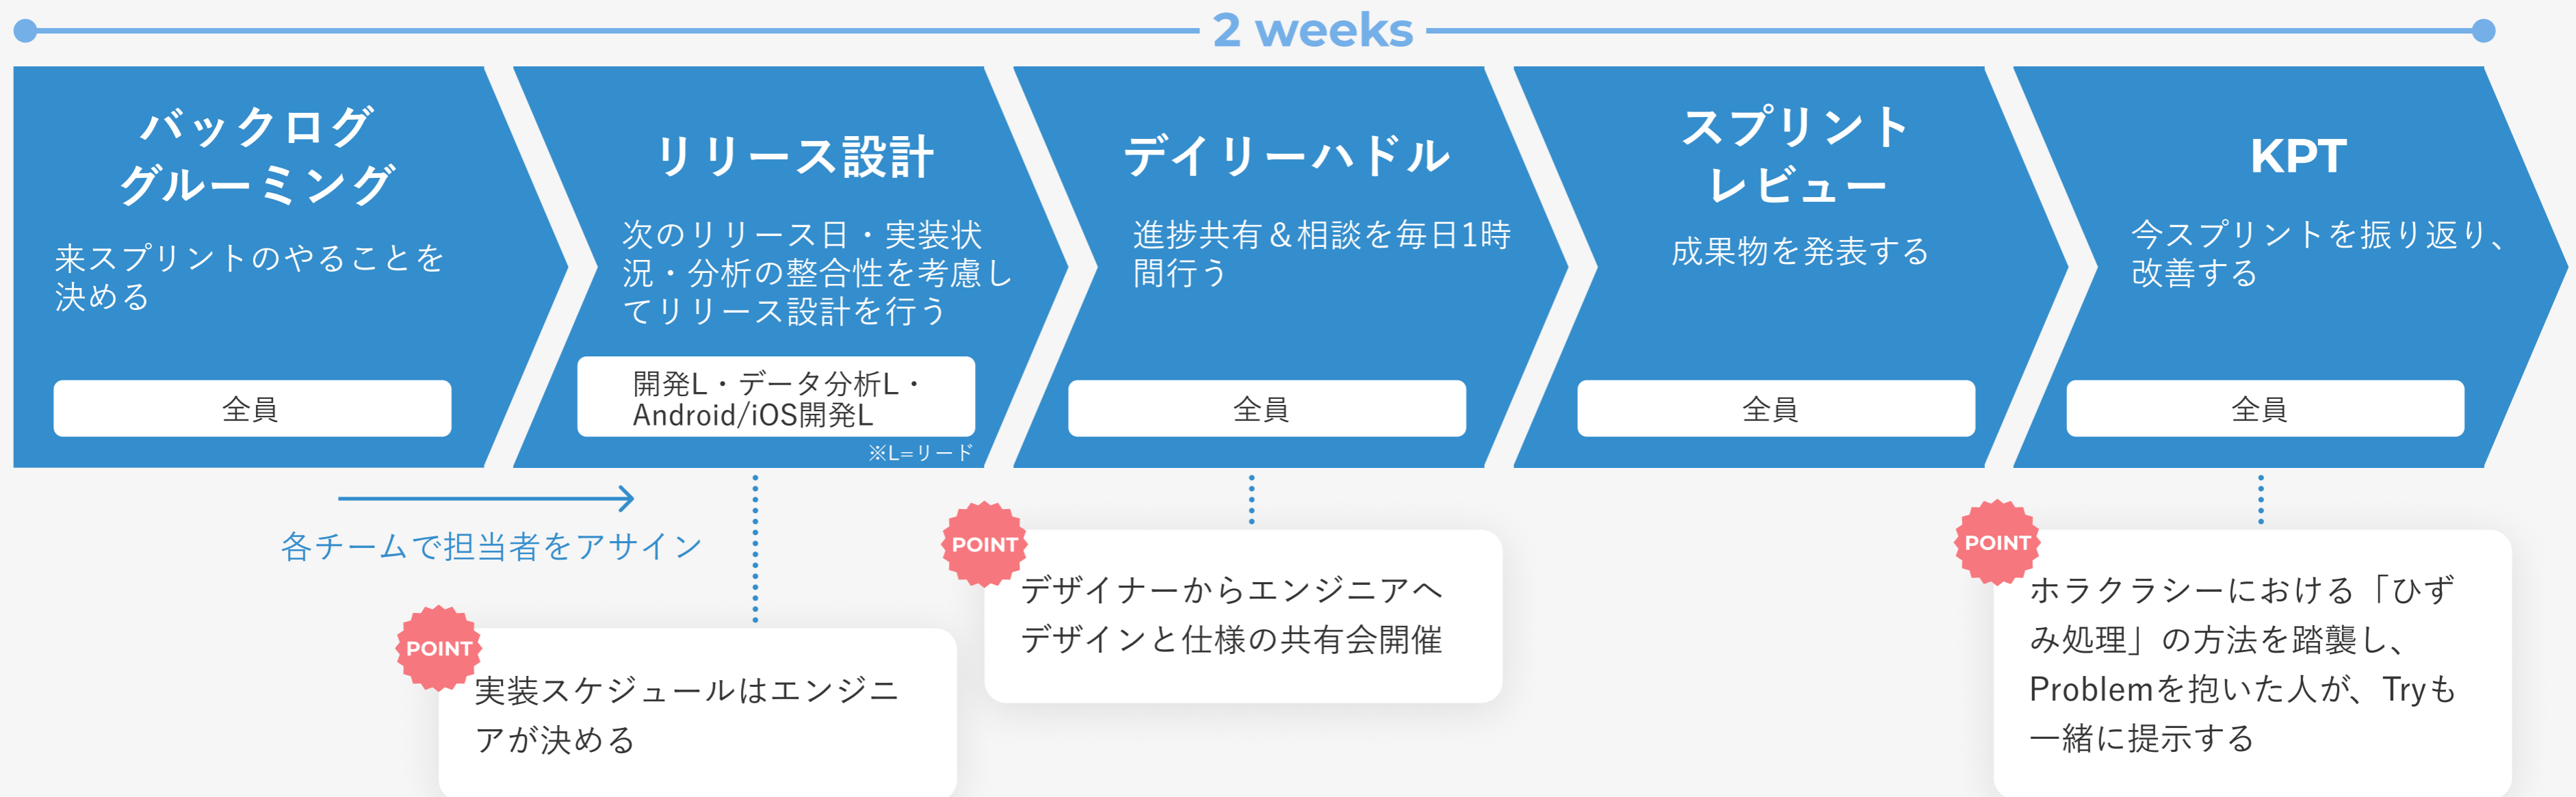 2 weeks
バックログ
グルーミング
来スプリントのやることを
決める
全員
リリース設計
次のリリース日・実装状
況・分析の整合性を考慮し
てリリース設計を行う
開発L・データ分析L・
Android/iOS開発L
※L=リード
デイリーハドル
進捗共有＆相談を毎日1時
間行う
全員
スプリント
レビュー
成果物を発表する
全員
KPT
今スプリントを振り返り、
改善する
全員
各チームで担当者をアサイン
POINT
実装スケジュールはエンジニ
アが決める
POINT
デザイナーからエンジニアへ
デザインと仕様の共有会開催
POINT
ホラクラシーにおける「ひず
み処理」の方法を踏襲し、
Problemを抱いた人が、Tryも
一緒に提示する